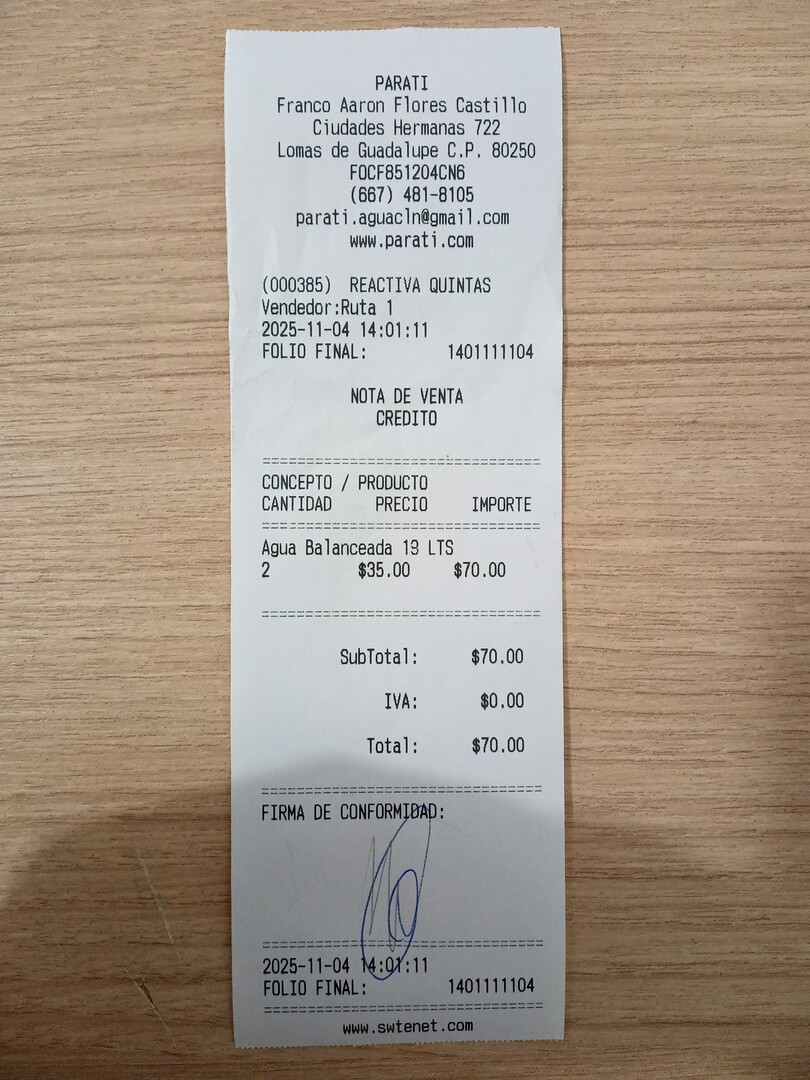 PARATI
Franco Aaron Flores Castillo
Ciudades Hermanas 722
Lomas de Guadalupe C.P. 80250
FOCF851204CN6
(667) 481-8105
parati.aguacln@gmail.com
www.parati.com
(000385) REACTIVA QUINTAS
Vendedor:Ruta 1
2025-11-04 14:01:11
FOLIO FINAL: 1401111104
NOTA DE VENTA
CREDITO
CONCEPTO / PRODUCTO
CANTIDAD PRECIO IMPORTE
Agua Balanceada 19 LTS
2 $35.00 $70.00
SubTotal: $70.00
IVA: $0.00
Total: $70.00
FIRMA DE CONFORMIDAD:
2025-11-04 14:01:11
FOLIO FINAL: 1401111104
www.swtenet.com